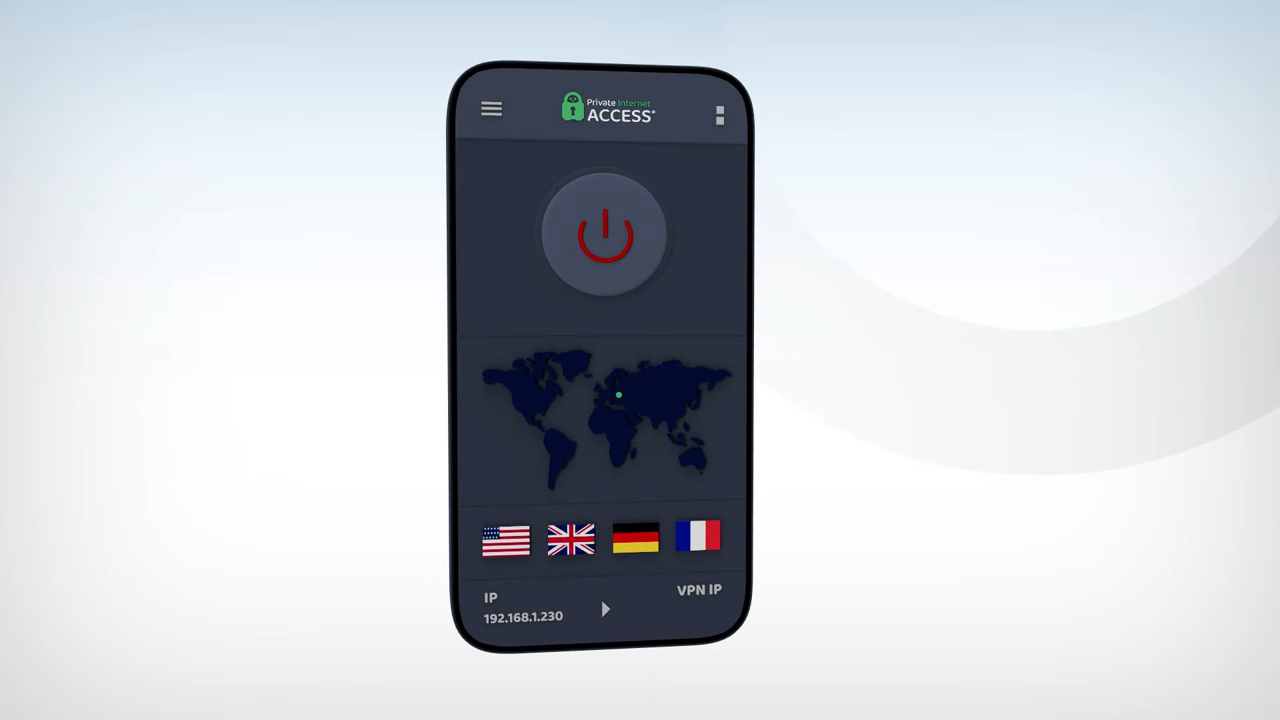 Private Internet
ACCESS®
IP
192.168.1.230
VPN IP